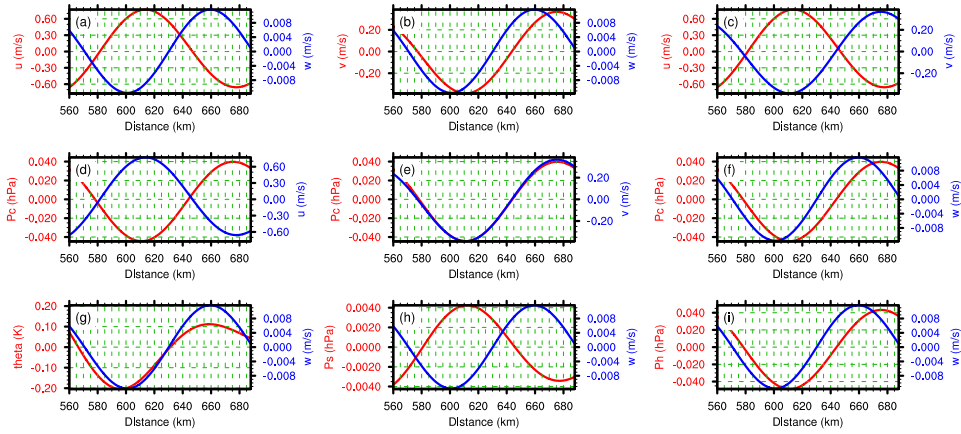 (a) (b) (c)
u (m/s) 0.60 0.30 0.00 -0.30 -0.60
0.008 0.004 0.000 -0.004 -0.008 w (m/s)
v (m/s) 0.20 0.00 -0.20
0.008 0.004 0.000 -0.004 -0.008 w (m/s)
u (m/s) 0.60 0.30 0.00 -0.30 -0.60
0.20 0.00 -0.20 v (m/s)
560 580 600 620 640 660 680
560 580 600 620 640 660 680
560 580 600 620 640 660 680
DIstance (km) DIstance (km) DIstance (km)
(d) (e) (f)
Pc (hPa) 0.040 0.020 0.000 -0.020 -0.040
0.60 0.30 0.00 -0.30 -0.60 u (m/s)
Pc (hPa) 0.040 0.020 0.000 -0.020 -0.040
0.20 0.00 -0.20 v (m/s)
Pc (hPa) 0.040 0.020 0.000 -0.020 -0.040
0.008 0.004 0.000 -0.004 -0.008 w (m/s)
560 580 600 620 640 660 680
560 580 600 620 640 660 680
560 580 600 620 640 660 680
DIstance (km) DIstance (km) DIstance (km)
(g) (h) (i)
theta (K) 0.20 0.10 0.00 -0.10 -0.20
0.008 0.004 0.000 -0.004 -0.008 w (m/s)
Ps (hPa) 0.0040 0.0020 0.0000 -0.0020 -0.0040
0.008 0.004 0.000 -0.004 -0.008 w (m/s)
Ph (hPa) 0.040 0.020 0.000 -0.020 -0.040
0.008 0.004 0.000 -0.004 -0.008 w (m/s)
560 580 600 620 640 660 680
560 580 600 620 640 660 680
560 580 600 620 640 660 680
DIstance (km) DIstance (km) DIstance (km)